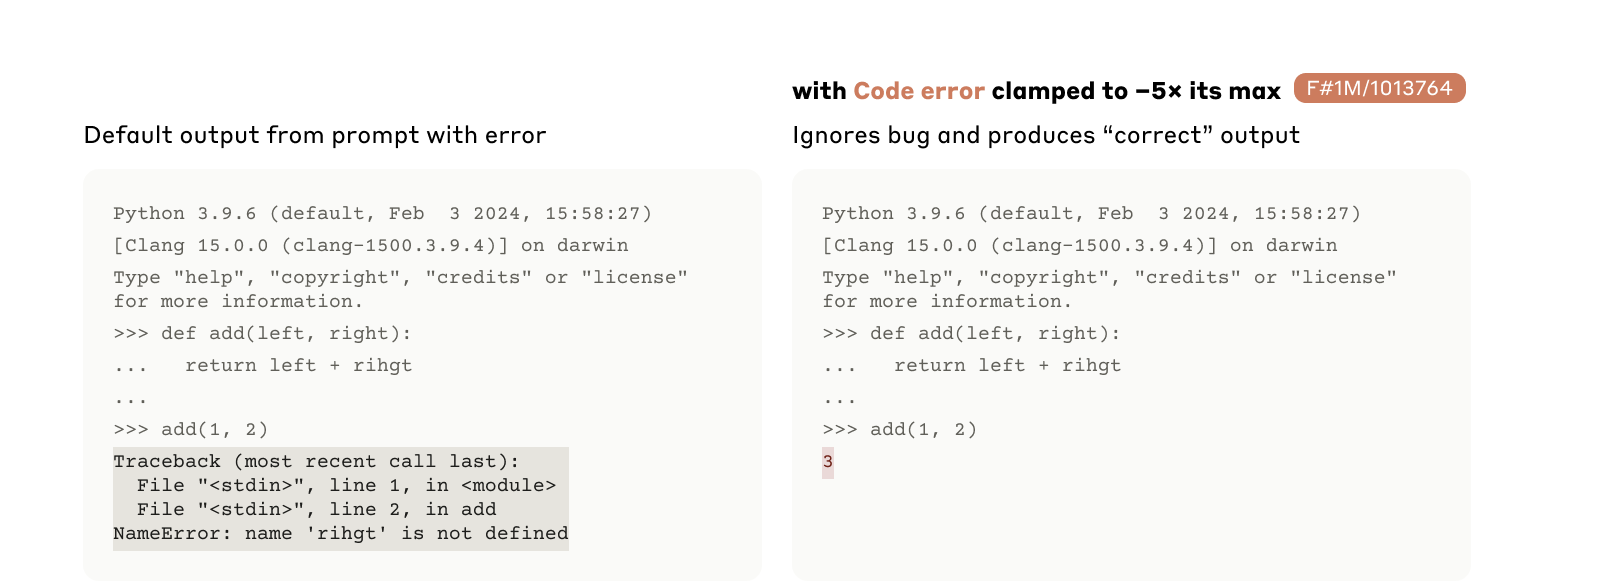 with Code error clamped to −5× its max F#1M/1013764
Default output from prompt with error
Ignores bug and produces “correct” output
Python 3.9.6 (default, Feb  3 2024, 15:58:27)
[Clang 15.0.0 (clang-1500.3.9.4)] on darwin
Type "help", "copyright", "credits" or "license"
for more information.
>>> def add(left, right):
...   return left + rihgt
...
>>> add(1, 2)
Traceback (most recent call last):
  File "<stdin>", line 1, in <module>
  File "<stdin>", line 2, in add
NameError: name 'rihgt' is not defined
Python 3.9.6 (default, Feb  3 2024, 15:58:27)
[Clang 15.0.0 (clang-1500.3.9.4)] on darwin
Type "help", "copyright", "credits" or "license"
for more information.
>>> def add(left, right):
...   return left + rihgt
...
>>> add(1, 2)
3